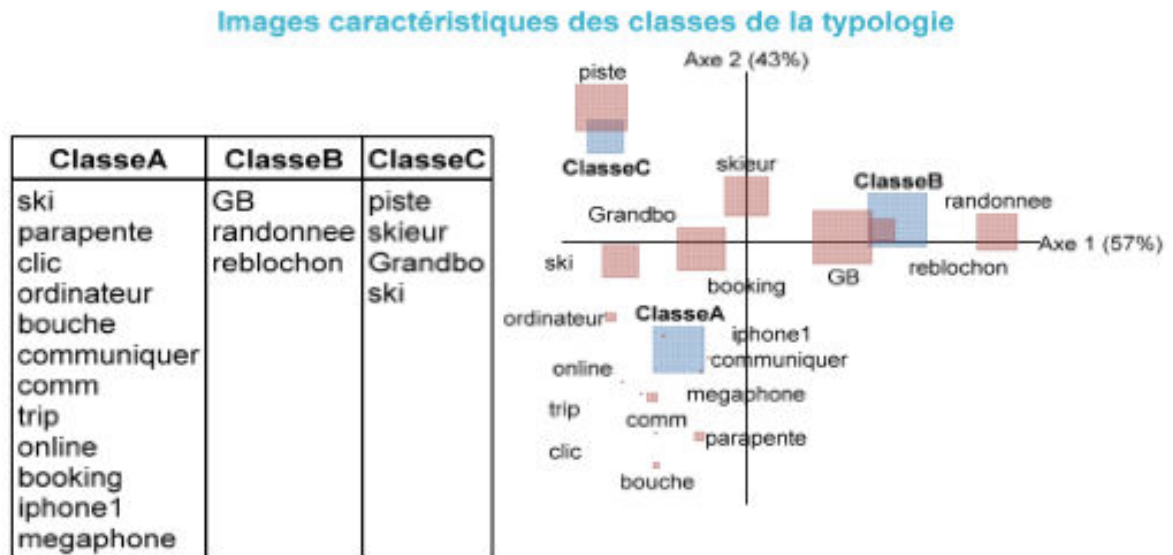 Images caractéristiques des classes de la typologie
ClasseA ClasseB ClasseC
ski GB piste
parapente randonnee skieur
clic reblochon Grandbo
ordinateur ski
bouche
communiquer
comm
trip
online
booking
iphone1
megaphone
Axe 2 (43%)
piste
ClasseC
skieur
ClasseB
randonnee
Grandbo
Axe 1 (57%)
ski
GB
reblochon
booking
ordinateur
ClasseA
iphone1
communiquer
online
megaphone
trip
comm
parapente
clic
bouche